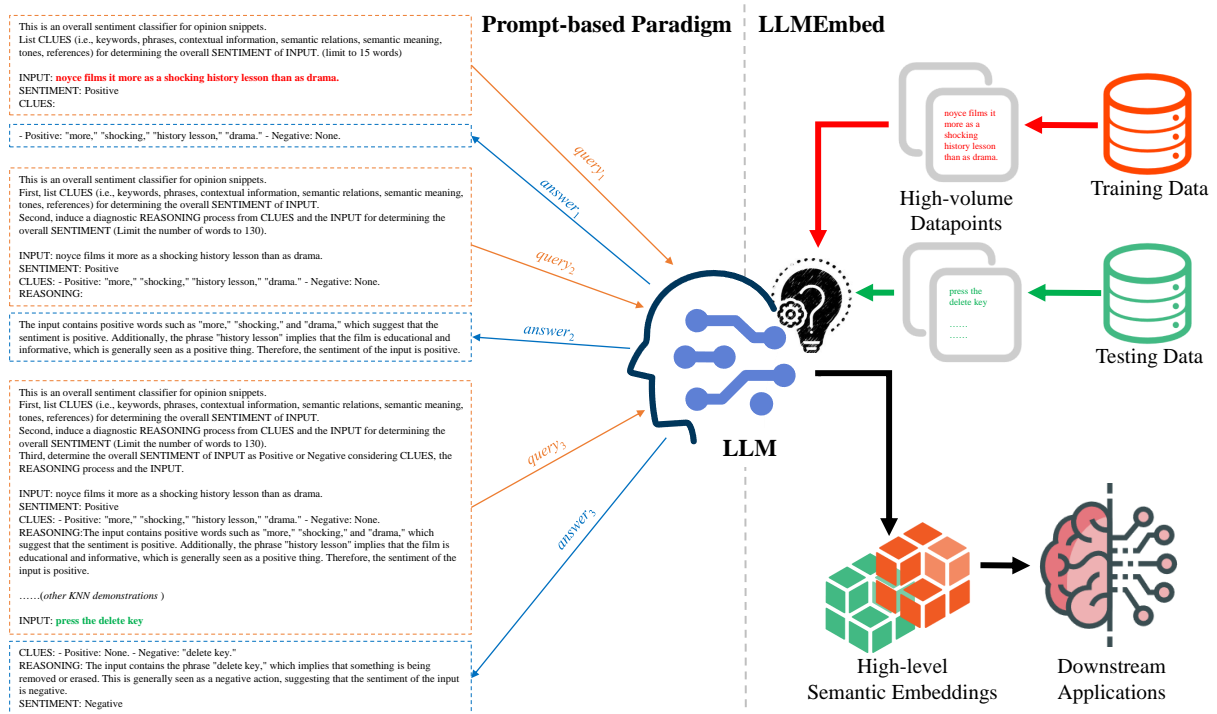 Prompt-based Paradigm
LLMEmbed
This is an overall sentiment classifier for opinion snippets.
List CLUES (i.e., keywords, phrases, contextual information, semantic relations, semantic meaning,
tones, references) for determining the overall SENTIMENT of INPUT. (limit to 15 words)
INPUT: noyce films it more as a shocking history lesson than as drama.
SENTIMENT: Positive
CLUES:
- Positive: "more," "shocking," "history lesson," "drama." - Negative: None.
This is an overall sentiment classifier for opinion snippets.
First, list CLUES (i.e., keywords, phrases, contextual information, semantic relations, semantic meaning,
tones, references) for determining the overall SENTIMENT of INPUT.
Second, induce a diagnostic REASONING process from CLUES and the INPUT for determining the
overall SENTIMENT (Limit the number of words to 130).
INPUT: noyce films it more as a shocking history lesson than as drama.
SENTIMENT: Positive
CLUES: - Positive: "more," "shocking," "history lesson," "drama." - Negative: None.
REASONING:
The input contains positive words such as "more," "shocking," and "drama," which suggest that the
sentiment is positive. Additionally, the phrase "history lesson" implies that the film is educational and
informative, which is generally seen as a positive thing. Therefore, the sentiment of the input is positive.
This is an overall sentiment classifier for opinion snippets.
First, list CLUES (i.e., keywords, phrases, contextual information, semantic relations, semantic meaning,
tones, references) for determining the overall SENTIMENT of INPUT.
Second, induce a diagnostic REASONING process from CLUES and the INPUT for determining the
overall SENTIMENT (Limit the number of words to 130).
Third, determine the overall SENTIMENT of INPUT as Positive or Negative considering CLUES, the
REASONING process and the INPUT.
INPUT: noyce films it more as a shocking history lesson than as drama.
SENTIMENT: Positive
CLUES: - Positive: "more," "shocking," "history lesson," "drama." - Negative: None.
REASONING:The input contains positive words such as "more," "shocking," and "drama," which
suggest that the sentiment is positive. Additionally, the phrase "history lesson" implies that the film is
educational and informative, which is generally seen as a positive thing. Therefore, the sentiment of the
input is positive.
……(other KNN demonstrations )
INPUT: press the delete key
CLUES: - Positive: None. - Negative: "delete key."
REASONING: The input contains the phrase "delete key," which implies that something is being
removed or erased. This is generally seen as a negative action, suggesting that the sentiment of the input
is negative.
SENTIMENT: Negative
query1
answer1
query2
answer2
query3
answer3
LLM
noyce films it
more as a
shocking
history lesson
than as drama.
High-volume
Datapoints
Training Data
press the
delete key
……
……
Testing Data
High-level
Semantic Embeddings
Downstream
Applications